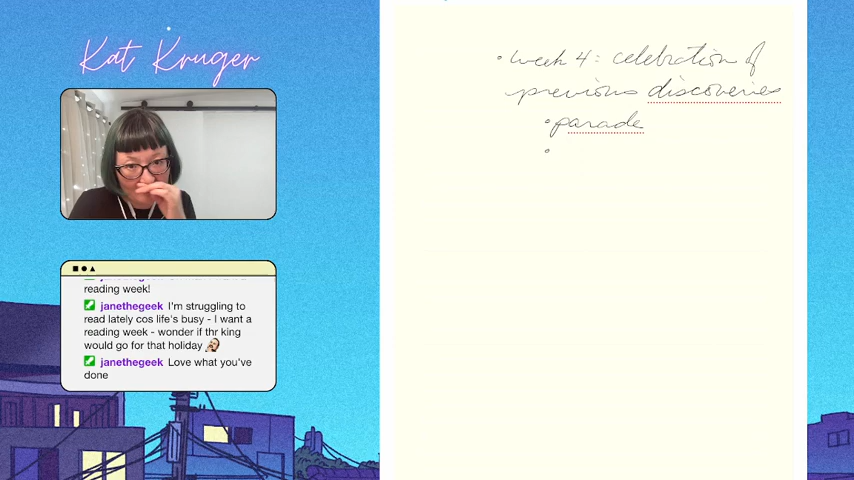 Kat Kruger
• week 4: celebration of
previous discoveries
• parade
reading week!
janethegeek I'm struggling to
read lately cos life's busy - I want a
reading week - wonder if thr king
would go for that holiday
janethegeek Love what you've
done